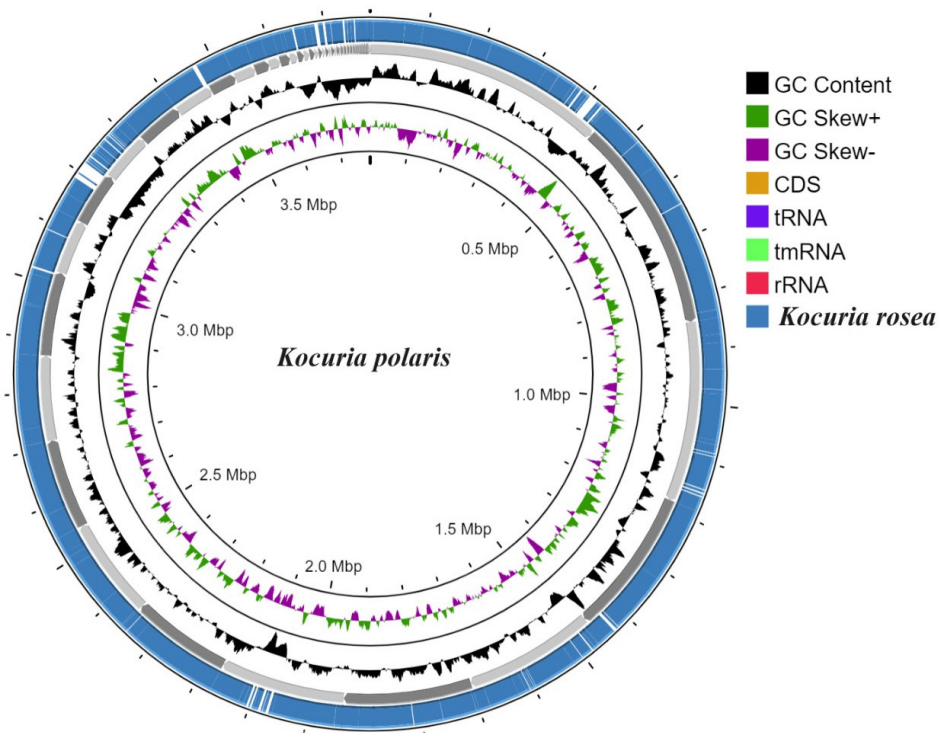 GC Content
GC Skew+
GC Skew-
CDS
tRNA
tmRNA
rRNA
Kocuria rosea
3.5 Mbp
0.5 Mbp
3.0 Mbp
Kocuria polaris
1.0 Mbp
2.5 Mbp
1.5 Mbp
2.0 Mbp